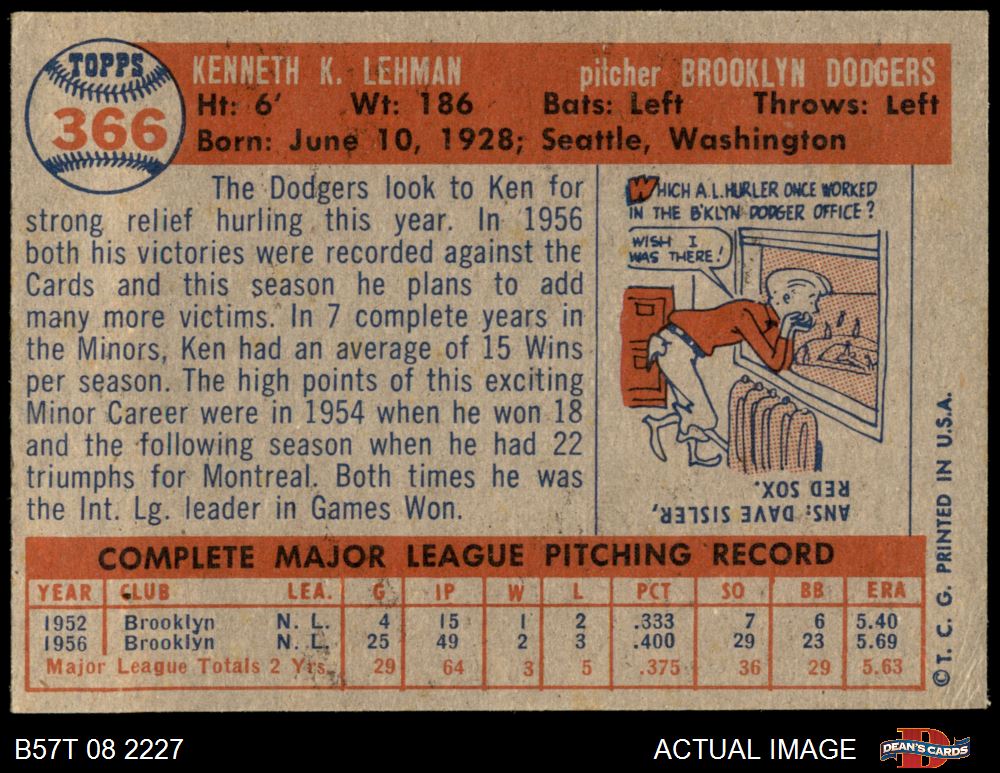 TOPPS
366
KENNETH K. LEHMAN pitcher BROOKLYN DODGERS
Ht: 6' Wt: 186 Bats: Left Throws: Left
Born: June 10, 1928; Seattle, Washington
The Dodgers look to Ken for
strong relief hurling this year. In 1956
both his victories were recorded against the
Cards and this season he plans to add
many more victims. In 7 complete years in
the Minors, Ken had an average of 15 Wins
per season. The high points of this exciting
Minor Career were in 1954 when he won 18
and the following season when he had 22
triumphs for Montreal. Both times he was
the Int. Lg. leader in Games Won.
WHICH A.L. HURLER ONCE WORKED
IN THE B'KLYN DODGER OFFICE?
WISH I
WAS THERE!
ANS: DAVE SISLER,
RED SOX.
COMPLETE MAJOR LEAGUE PITCHING RECORD
YEAR CLUB LEA. G IP W L PCT SO BB ERA
1952 Brooklyn N. L. 4 15 1 2 .333 7 6 5.40
1956 Brooklyn N. L. 25 49 2 3 .400 29 23 5.69
Major League Totals 2 Yrs. 29 64 3 5 .375 36 29 5.63
© T. C. G. PRINTED IN U.S.A.
B57T 08 2227 ACTUAL IMAGE
DEAN'S CARDS